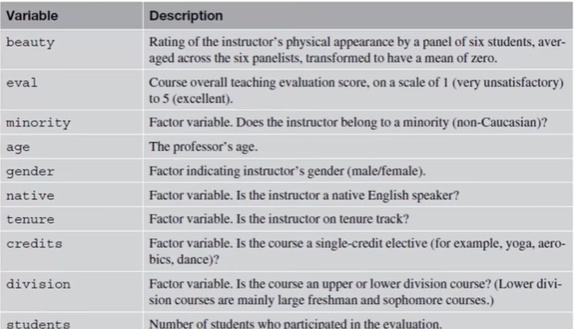 Variable Description
beauty Rating of the instructor's physical appearance by a panel of six students, aver-
aged across the six panelists, transformed to have a mean of zero.
eval Course overall teaching evaluation score, on a scale of 1 (very unsatisfactory)
to 5 (excellent).
minority Factor variable. Does the instructor belong to a minority (non-Caucasian)?
age The professor's age.
gender Factor indicating instructor's gender (male/female).
native Factor variable. Is the instructor a native English speaker?
tenure Factor variable. Is the instructor on tenure track?
credits Factor variable. Is the course a single-credit elective (for example, yoga, aero-
bics, dance)?
division Factor variable. Is the course an upper or lower division course? (Lower divi-
sion courses are mainly large freshman and sophomore courses.)
students Number of students who participated in the evaluation.